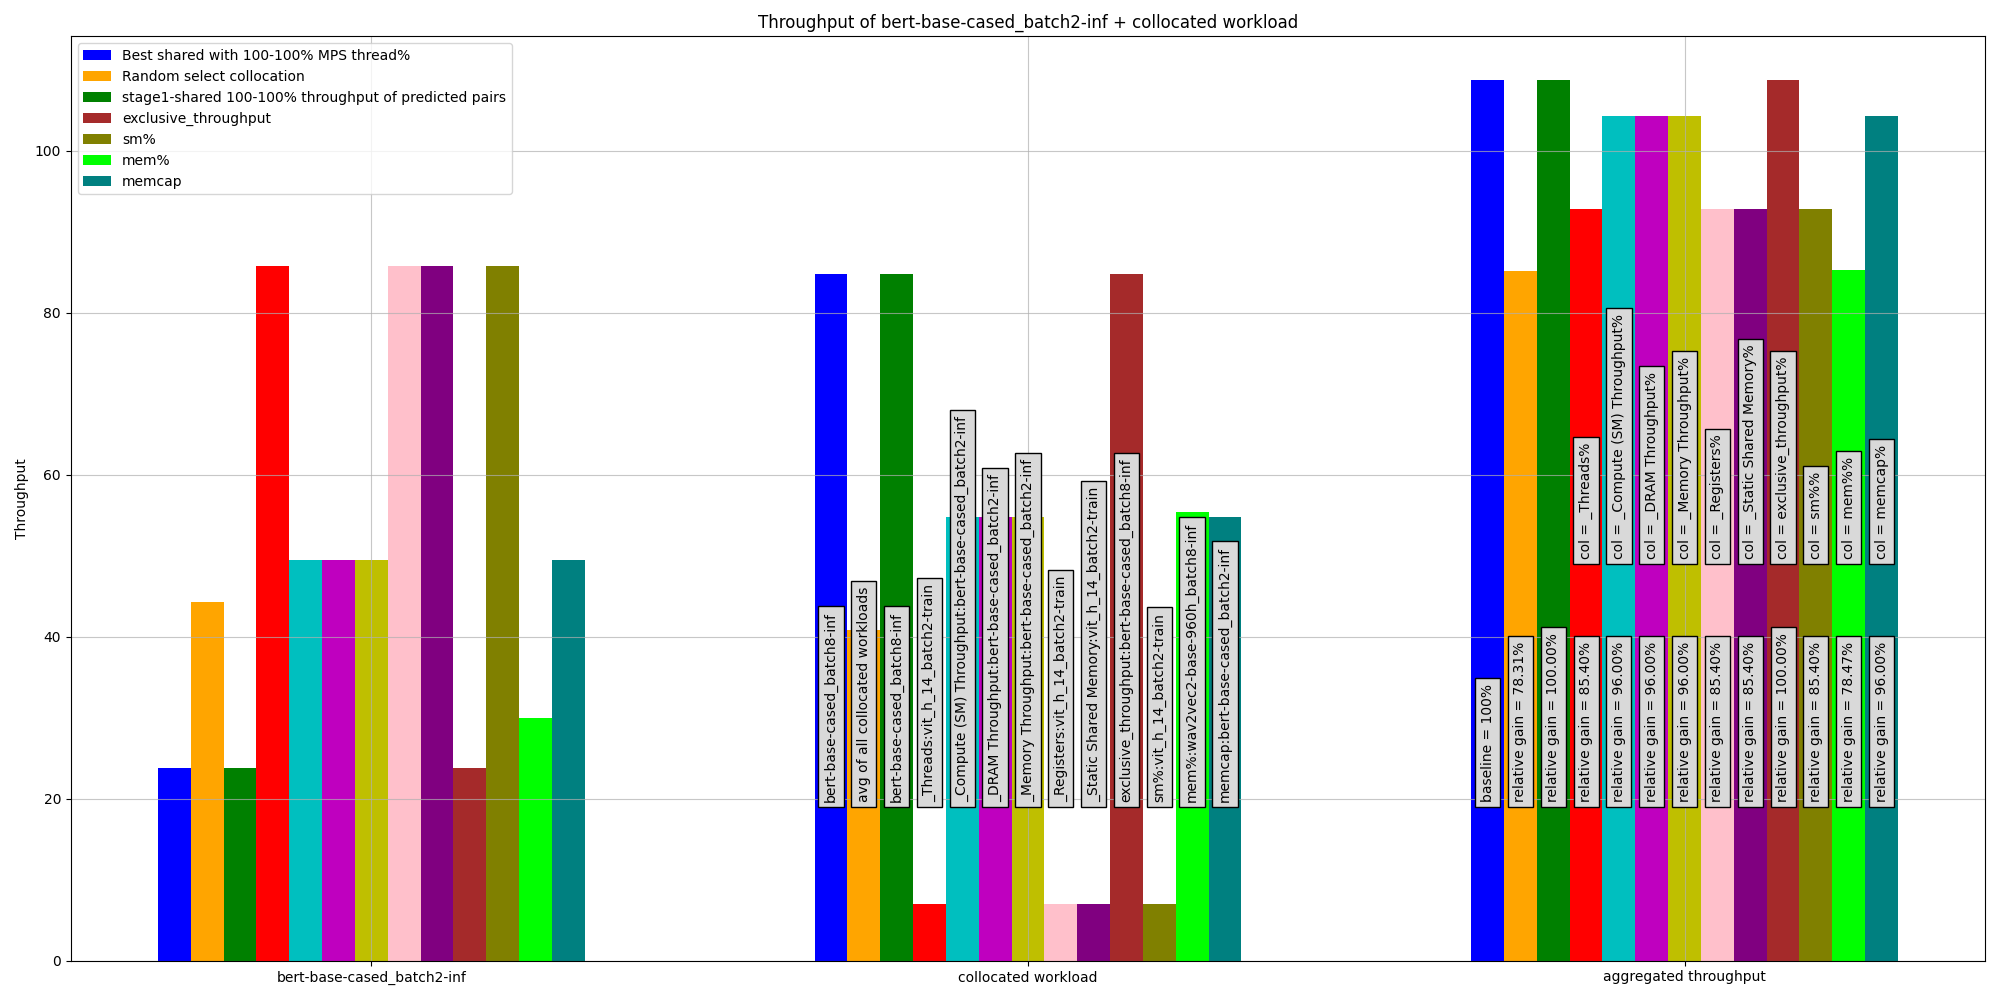 Throughput of bert-base-cased_batch2-inf + collocated workload
Best shared with 100-100% MPS thread%
Random select collocation
stage1-shared 100-100% throughput of predicted pairs
exclusive_throughput
sm%
mem%
memcap
Throughput
100
80
60
40
20
0
bert-base-cased_batch8-inf
avg of all collocated workloads
bert-base-cased_batch8-inf
_Threads:vit_h_14_batch2-train
_Compute (SM) Throughput:bert-base-cased_batch2-inf
_DRAM Throughput:bert-base-cased_batch2-inf
_Memory Throughput:bert-base-cased_batch2-inf
_Registers:vit_h_14_batch2-train
_Static Shared Memory:vit_h_14_batch2-train
exclusive_throughput:bert-base-cased_batch8-inf
sm%:vit_h_14_batch2-train
mem%:wav2vec2-base-960h_batch8-inf
memcap:bert-base-cased_batch2-inf
col = _Threads%
col = _Compute (SM) Throughput%
col = _DRAM Throughput%
col = _Memory Throughput%
col = _Registers%
col = _Static Shared Memory%
col = exclusive_throughput%
col = sm%%
col = mem%%
col = memcap%
baseline = 100%
relative gain = 78.31%
relative gain = 100.00%
relative gain = 85.40%
relative gain = 96.00%
relative gain = 96.00%
relative gain = 96.00%
relative gain = 85.40%
relative gain = 85.40%
relative gain = 100.00%
relative gain = 85.40%
relative gain = 78.47%
relative gain = 96.00%
bert-base-cased_batch2-inf
collocated workload
aggregated throughput